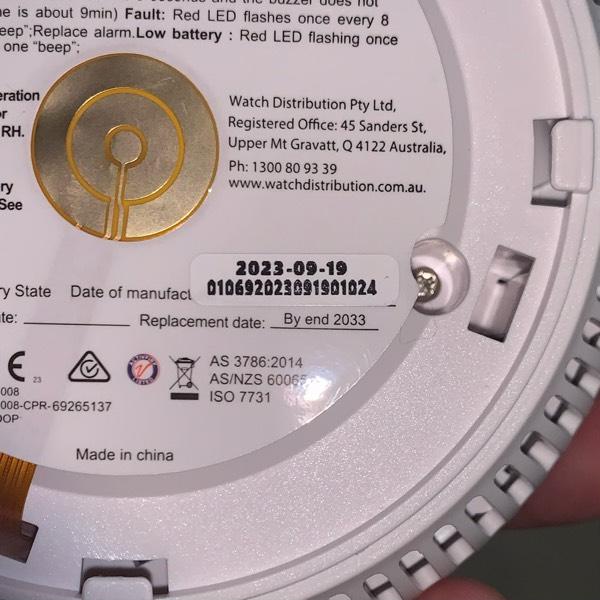 ne is about 9min) Fault: Red LED flashes once every 8
eep";Replace alarm.Low battery : Red LED flashing once
one "beep";
eration
or
RH.
ry
See
Watch Distribution Pty Ltd,
Registered Office: 45 Sanders St,
Upper Mt Gravatt, Q 4122 Australia,
Ph: 1300 80 93 39
www.watchdistribution.com.au.
2023-09-19
010692023091901024
ry State Date of manufact
te: Replacement date: By end 2033
CE 23
008
008-CPR-69265137
DOP
AS 3786:2014
AS/NZS 60065
ISO 7731
Made in china